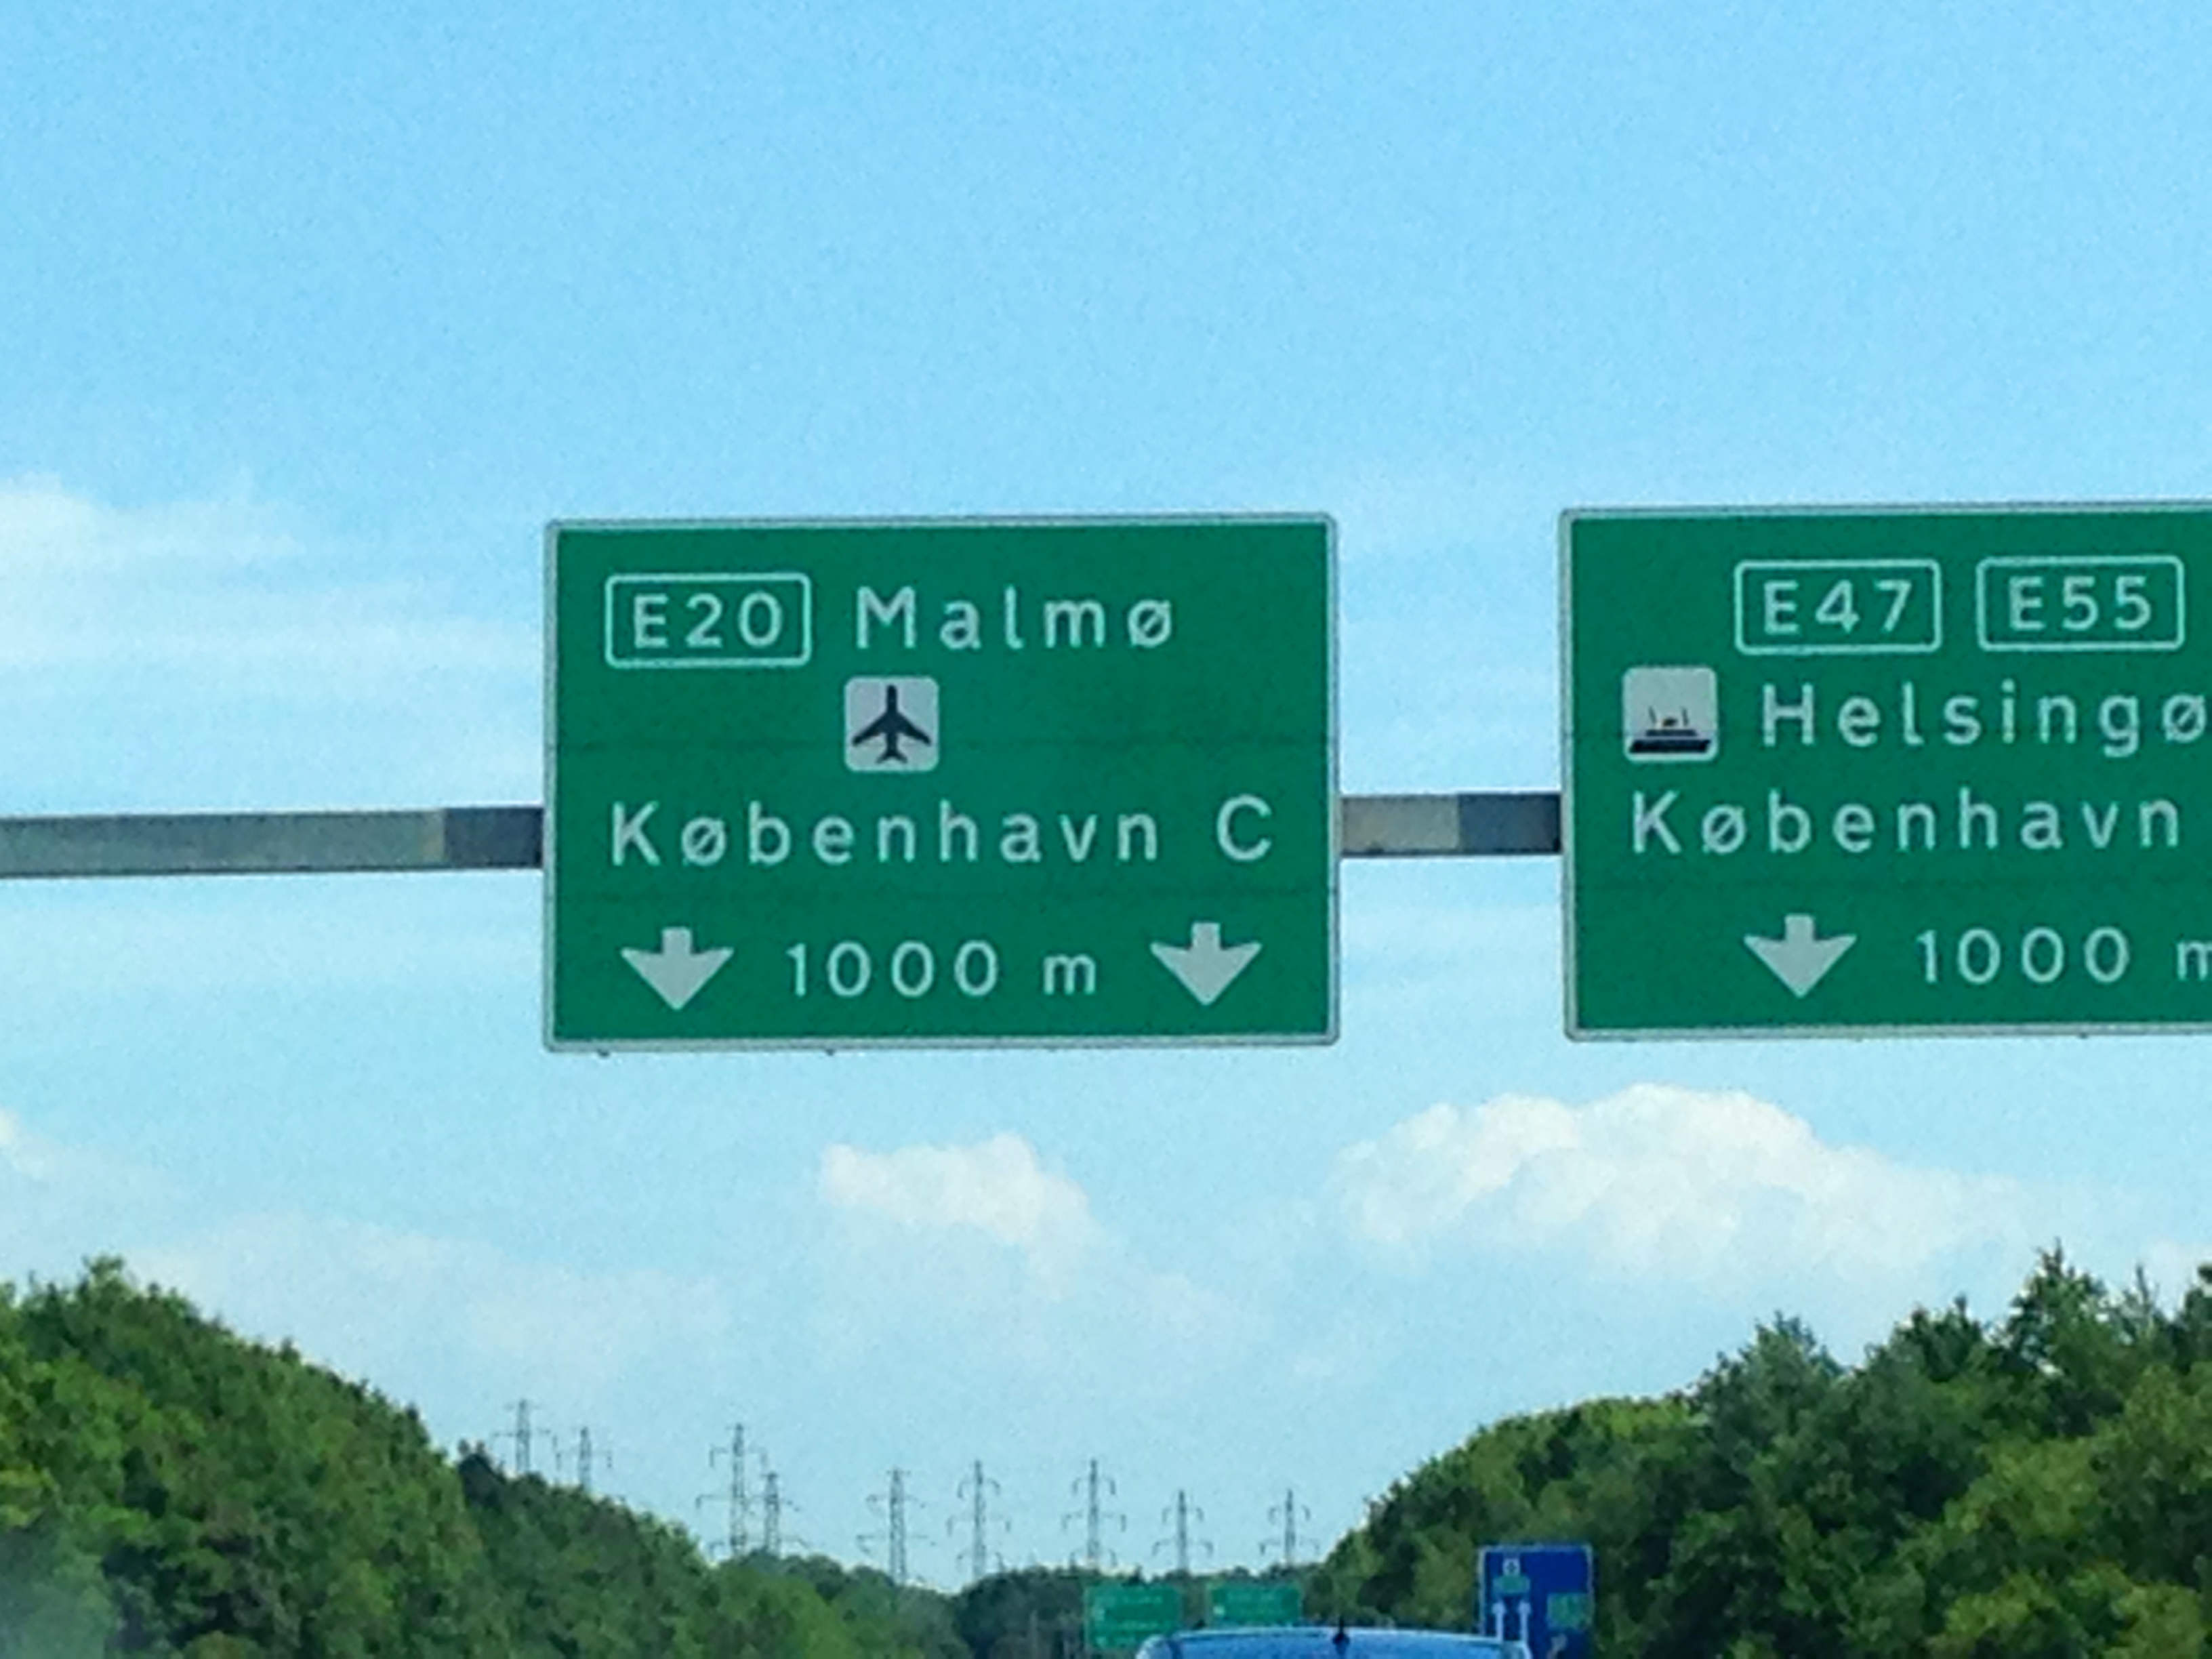 E20 Malmø
København C
1000 m
E47 E55
Helsingø
København
1000 m